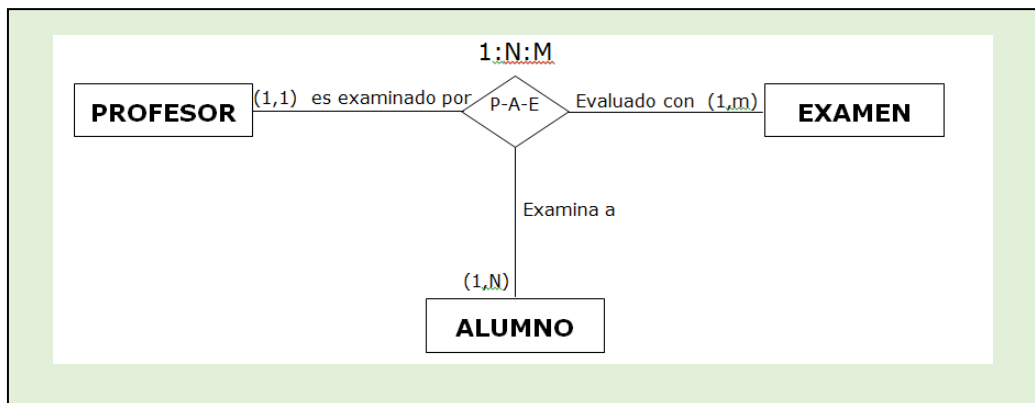 1:N:M
PROFESOR (1,1) es examinado por P-A-E Evaluado con (1,m) EXAMEN
Examina a
(1,N)
ALUMNO